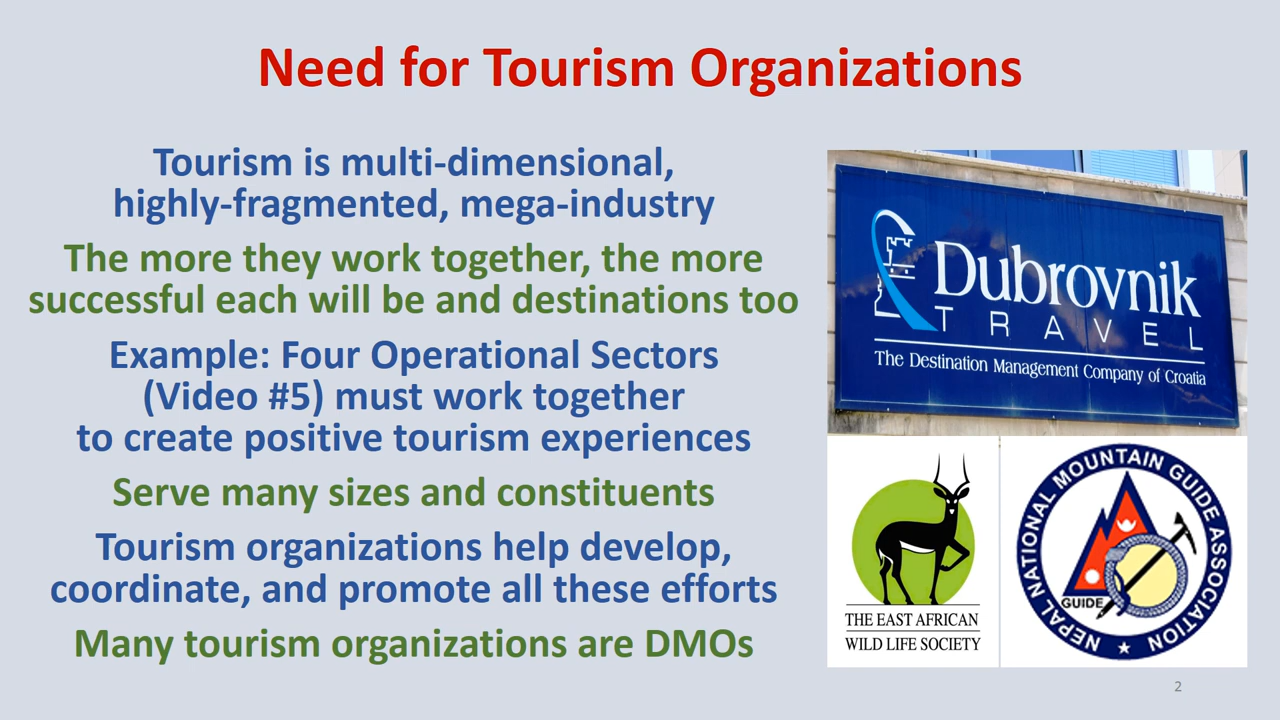 Need for Tourism Organizations
Tourism is multi-dimensional,
highly-fragmented, mega-industry
The more they work together, the more
successful each will be and destinations too
Example: Four Operational Sectors
(Video #5) must work together
to create positive tourism experiences
Serve many sizes and constituents
Tourism organizations help develop,
coordinate, and promote all these efforts
Many tourism organizations are DMOs
Dubrovnik
TRAVEL
The Destination Management Company of Croatia
THE EAST AFRICAN
WILD LIFE SOCIETY
NEPAL NATIONAL MOUNTAIN GUIDE ASSOCIATION
GUIDE
2